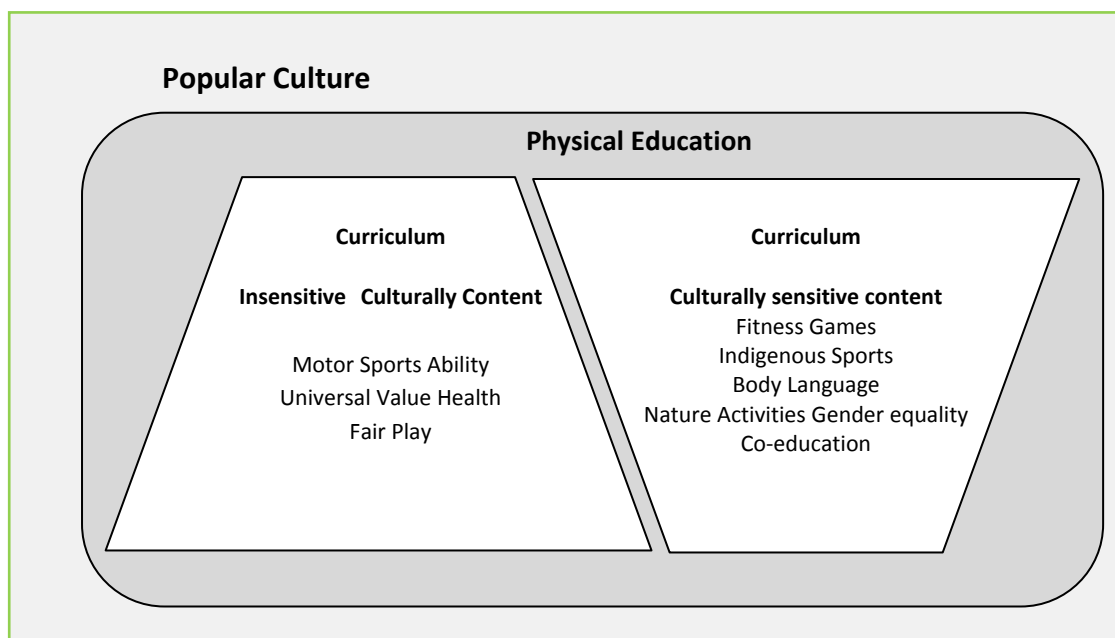 Popular Culture
Physical Education
Curriculum
Insensitive Culturally Content
Motor Sports Ability
Universal Value Health
Fair Play
Curriculum
Culturally sensitive content
Fitness Games
Indigenous Sports
Body Language
Nature Activities Gender equality
Co-education